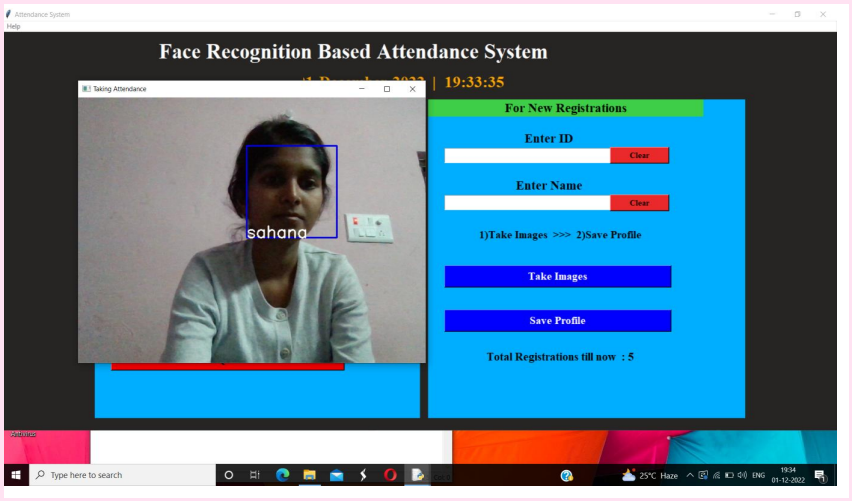 Attendance System
Help
Face Recognition Based Attendance System
| 19:33:35
Taking Attendance
sahana
For New Registrations
Enter ID
Clear
Enter Name
Clear
1)Take Images >>> 2)Save Profile
Take Images
Save Profile
Total Registrations till now : 5
Antivirus
Type here to search
25°C Haze
ENG
19:34
01-12-2022